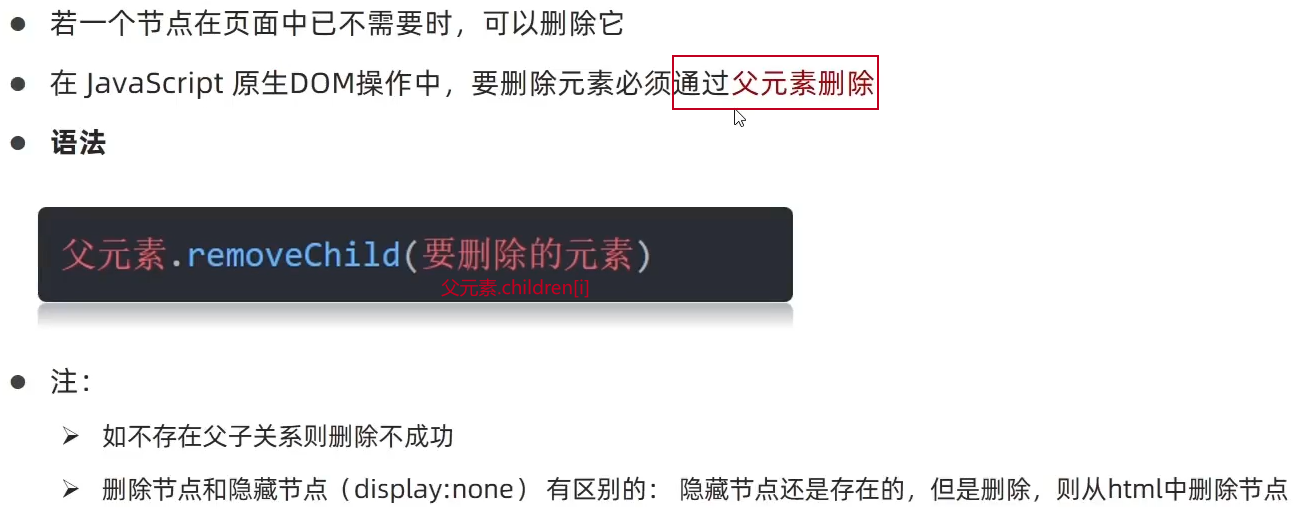 ● 若一个节点在页面中已不需要时，可以删除它
● 在 JavaScript 原生DOM操作中，要删除元素必须通过父元素删除
● 语法
父元素.removeChild(要删除的元素)
父元素.children[i]
● 注：
➢ 如不存在父子关系则删除不成功
➢ 删除节点和隐藏节点（display:none） 有区别的： 隐藏节点还是存在的，但是删除，则从html中删除节点